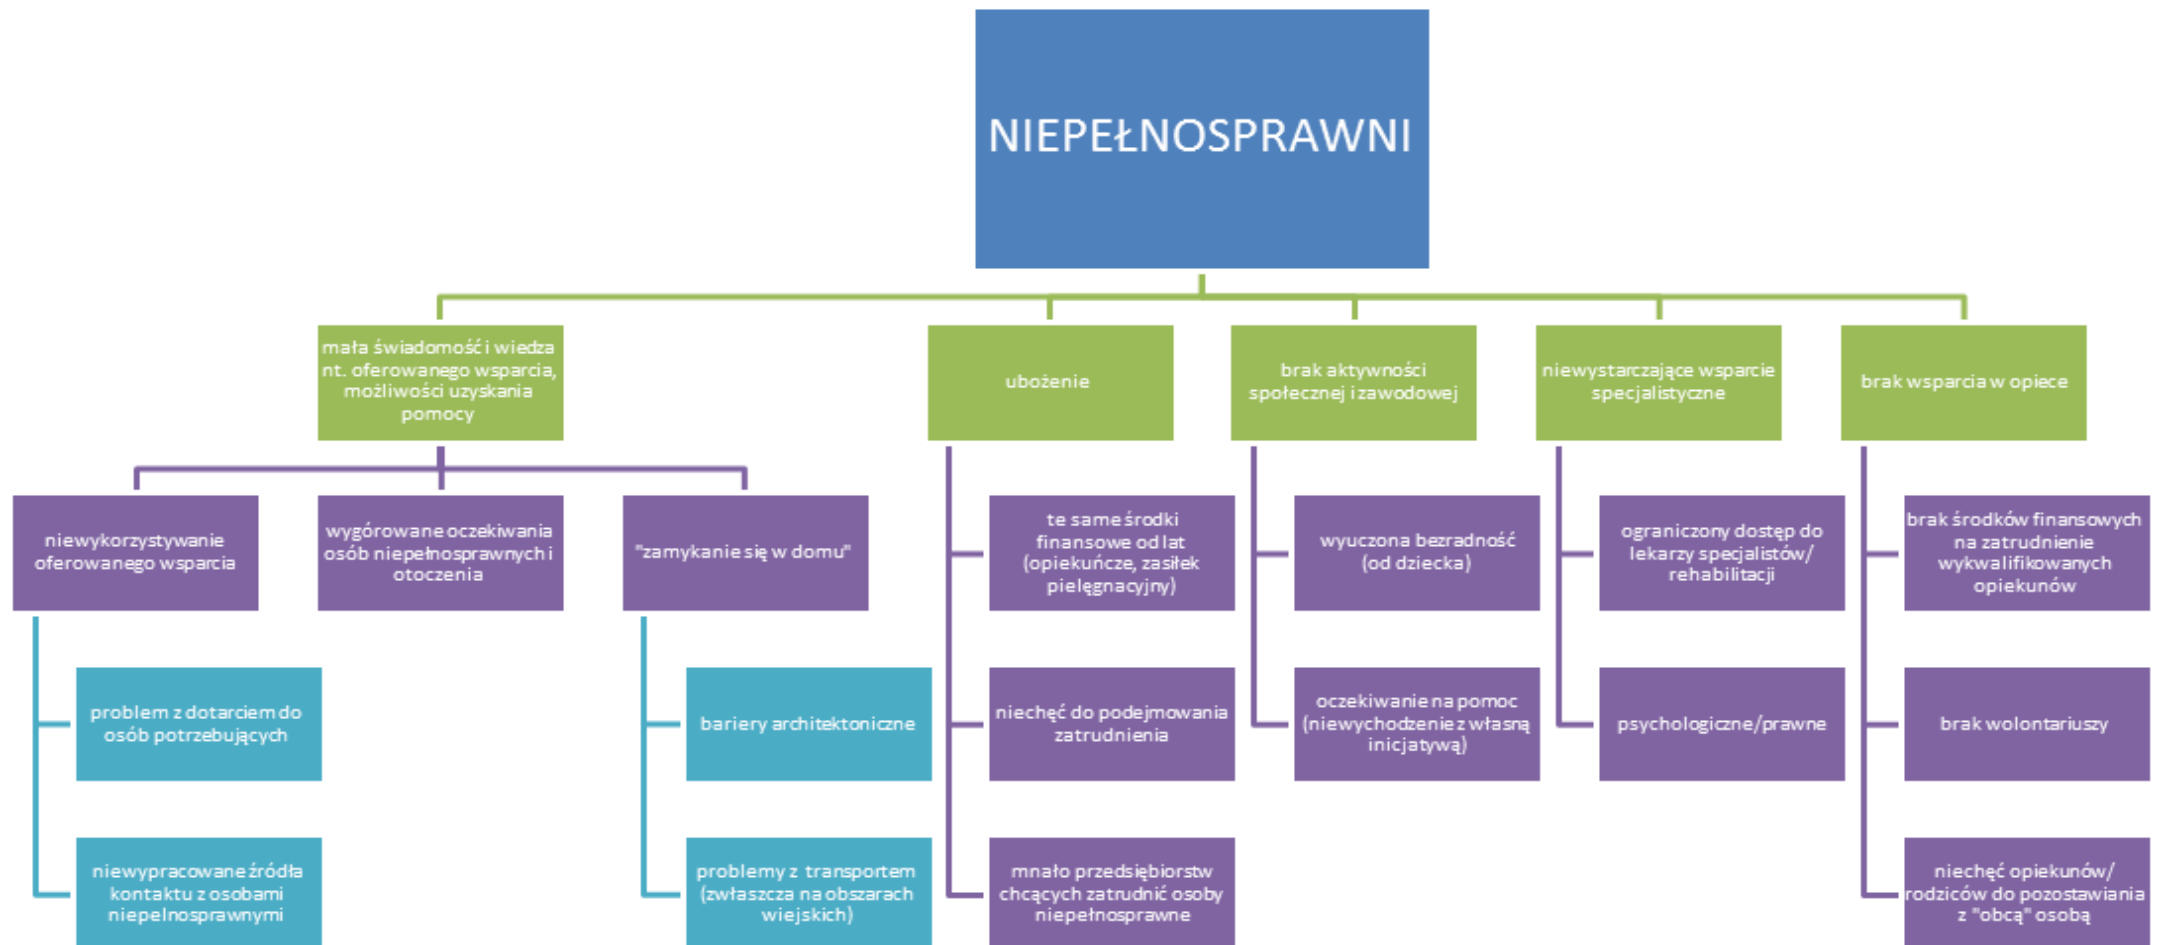 NIEPEŁNOSPRAWNI
mała świadomość i wiedza
nt. oferowanego wsparcia,
możliwości uzyskania
pomocy
niewykorzystywanie
oferowanego wsparcia
problem z dotarciem do
osób potrzebujących
niewypracowane źródła
kontaktu z osobami
niepelnosprawnymi
wygórowane oczekiwania
osób niepełnosprawnych i
otoczenia
"zamykanie się w domu"
bariery architektoniczne
problemy z transportem
(zwłaszcza na obszarach
wiejskich)
ubożenie
te same środki
finansowe od lat
(opiekuńcze, zasiłek
pielęgnacyjny)
niechęć do podejmowania
zatrudnienia
mnało przedsiębiorstw
chcących zatrudnić osoby
niepełnosprawne
brak aktywności
społecznej i zawodowej
wyuczona bezradność
(od dziecka)
oczekiwanie na pomoc
(niewychodzenie z własną
inicjatywą)
niewystarczające wsparcie
specjalistyczne
ograniczony dostęp do
lekarzy specjalistów/
rehabilitacji
psychologiczne/prawne
brak wsparcia w opiece
brak środków finansowych
na zatrudnienie
wykwalifikowanych
opiekunów
brak wolontariuszy
niechęć opiekunów/
rodziców do pozostawiania
z "obcą" osobą